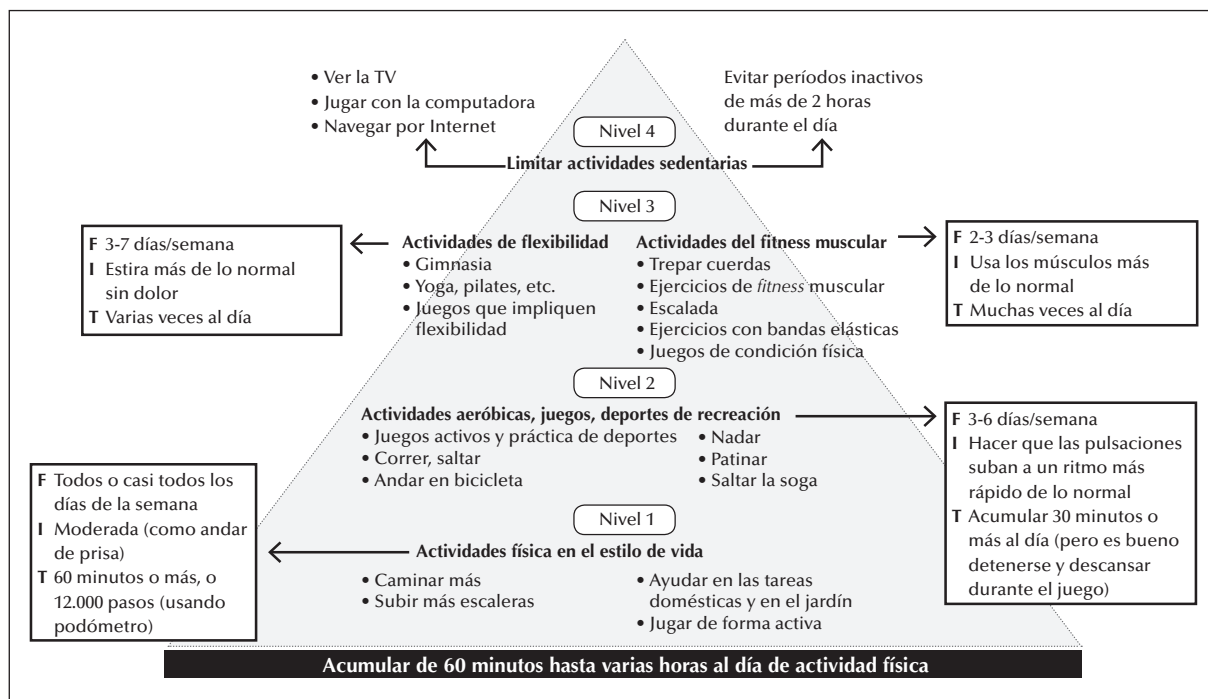 • Ver la TV
• Jugar con la computadora
• Navegar por Internet
Evitar períodos inactivos
de más de 2 horas
durante el día
Nivel 4
Limitar actividades sedentarias
Nivel 3
F 3-7 días/semana
I Estira más de lo normal
sin dolor
T Varias veces al día
Actividades de flexibilidad
• Gimnasia
• Yoga, pilates, etc.
• Juegos que impliquen
flexibilidad
Actividades del fitness muscular
• Trepar cuerdas
• Ejercicios de fitness muscular
• Escalada
• Ejercicios con bandas elásticas
• Juegos de condición física
F 2-3 días/semana
I Usa los músculos más
de lo normal
T Muchas veces al día
Nivel 2
Actividades aeróbicas, juegos, deportes de recreación
• Juegos activos y práctica de deportes
• Correr, saltar
• Andar en bicicleta
• Nadar
• Patinar
• Saltar la soga
F 3-6 días/semana
I Hacer que las pulsaciones
suban a un ritmo más
rápido de lo normal
T Acumular 30 minutos o
más al día (pero es bueno
detenerse y descansar
durante el juego)
F Todos o casi todos los
días de la semana
I Moderada (como andar
de prisa)
T 60 minutos o más, o
12.000 pasos (usando
podómetro)
Nivel 1
Actividades física en el estilo de vida
• Caminar más
• Subir más escaleras
• Ayudar en las tareas
domésticas y en el jardín
• Jugar de forma activa
Acumular de 60 minutos hasta varias horas al día de actividad física